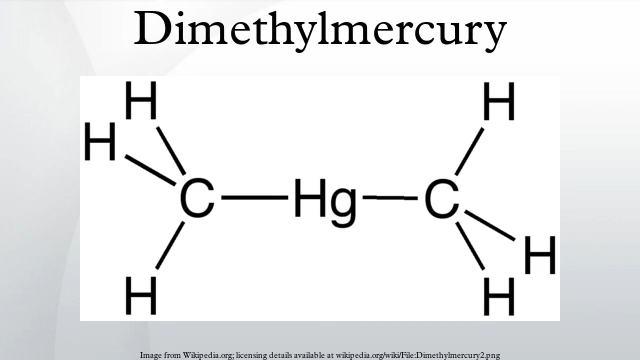 Dimethylmercury
H H
H
C Hg C
H
H H
Image from Wikipedia.org; licensing details available at wikipedia.org/wiki/File:Dimethylmercury2.png